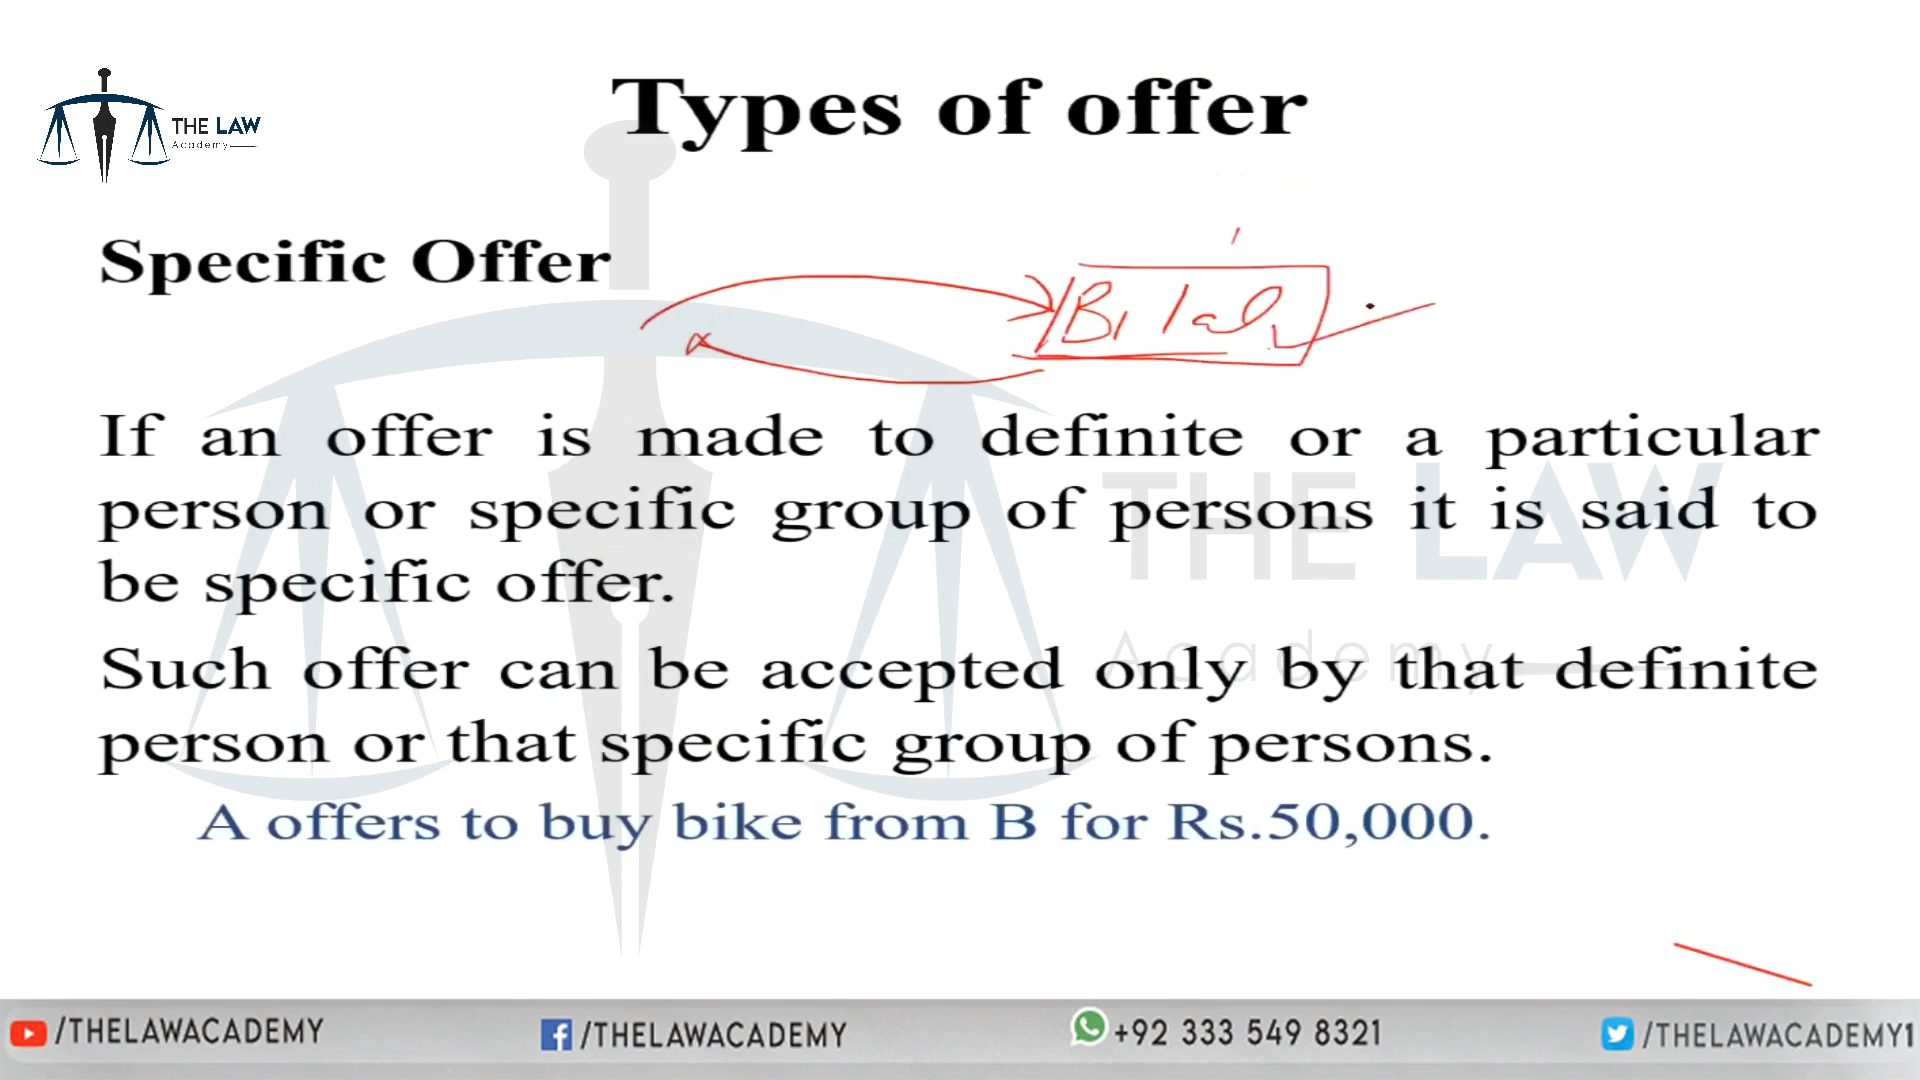 THE LAW
Academy
Types of offer
Specific Offer
Bilal
If an offer is made to definite or a particular
person or specific group of persons it is said to
be specific offer.
THE LAW
Academy
Such offer can be accepted only by that definite
person or that specific group of persons.
A offers to buy bike from B for Rs.50,000.
/THELAWACADEMY
/THELAWACADEMY
+92 333 549 8321
/THELAWACADEMY1